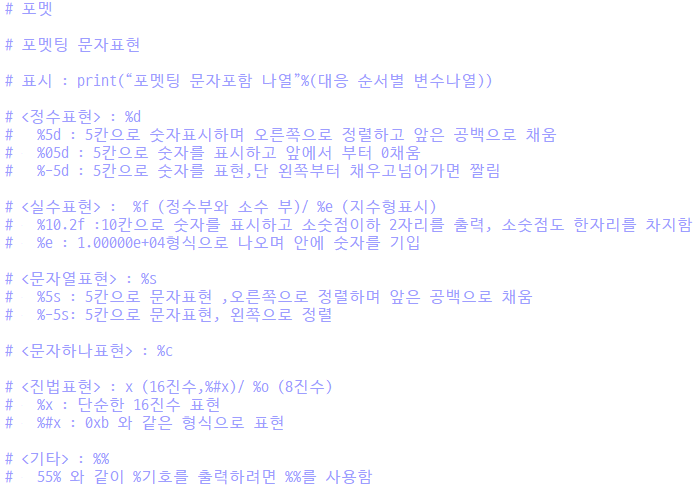 # 포멧
# 포멧팅 문자표현
# 표시 : print(“포멧팅 문자포함 나열”%(대응 순서별 변수나열))
# <정수표현> : %d
#   %5d : 5칸으로 숫자표시하며 오른쪽으로 정렬하고 앞은 공백으로 채움
#   %05d : 5칸으로 숫자를 표시하고 앞에서 부터 0채움
#   %-5d : 5칸으로 숫자를 표현,단 왼쪽부터 채우고넘어가면 짤림
# <실수표현> :  %f (정수부와 소수 부)/ %e (지수형표시)
#   %10.2f :10칸으로 숫자를 표시하고 소숫점이하 2자리를 출력, 소숫점도 한자리를 차지함
#   %e : 1.00000e+04형식으로 나오며 안에 숫자를 기입
# <문자열표현> : %s
#   %5s : 5칸으로 문자표현 ,오른쪽으로 정렬하며 앞은 공백으로 채움
#   %-5s: 5칸으로 문자표현, 왼쪽으로 정렬
# <문자하나표현> : %c
# <진법표현> : x (16진수,%#x)/ %o (8진수)
#   %x : 단순한 16진수 표현
#   %#x : 0xb 와 같은 형식으로 표현
# <기타> : %%
#   55% 와 같이 %기호를 출력하려면 %%를 사용함